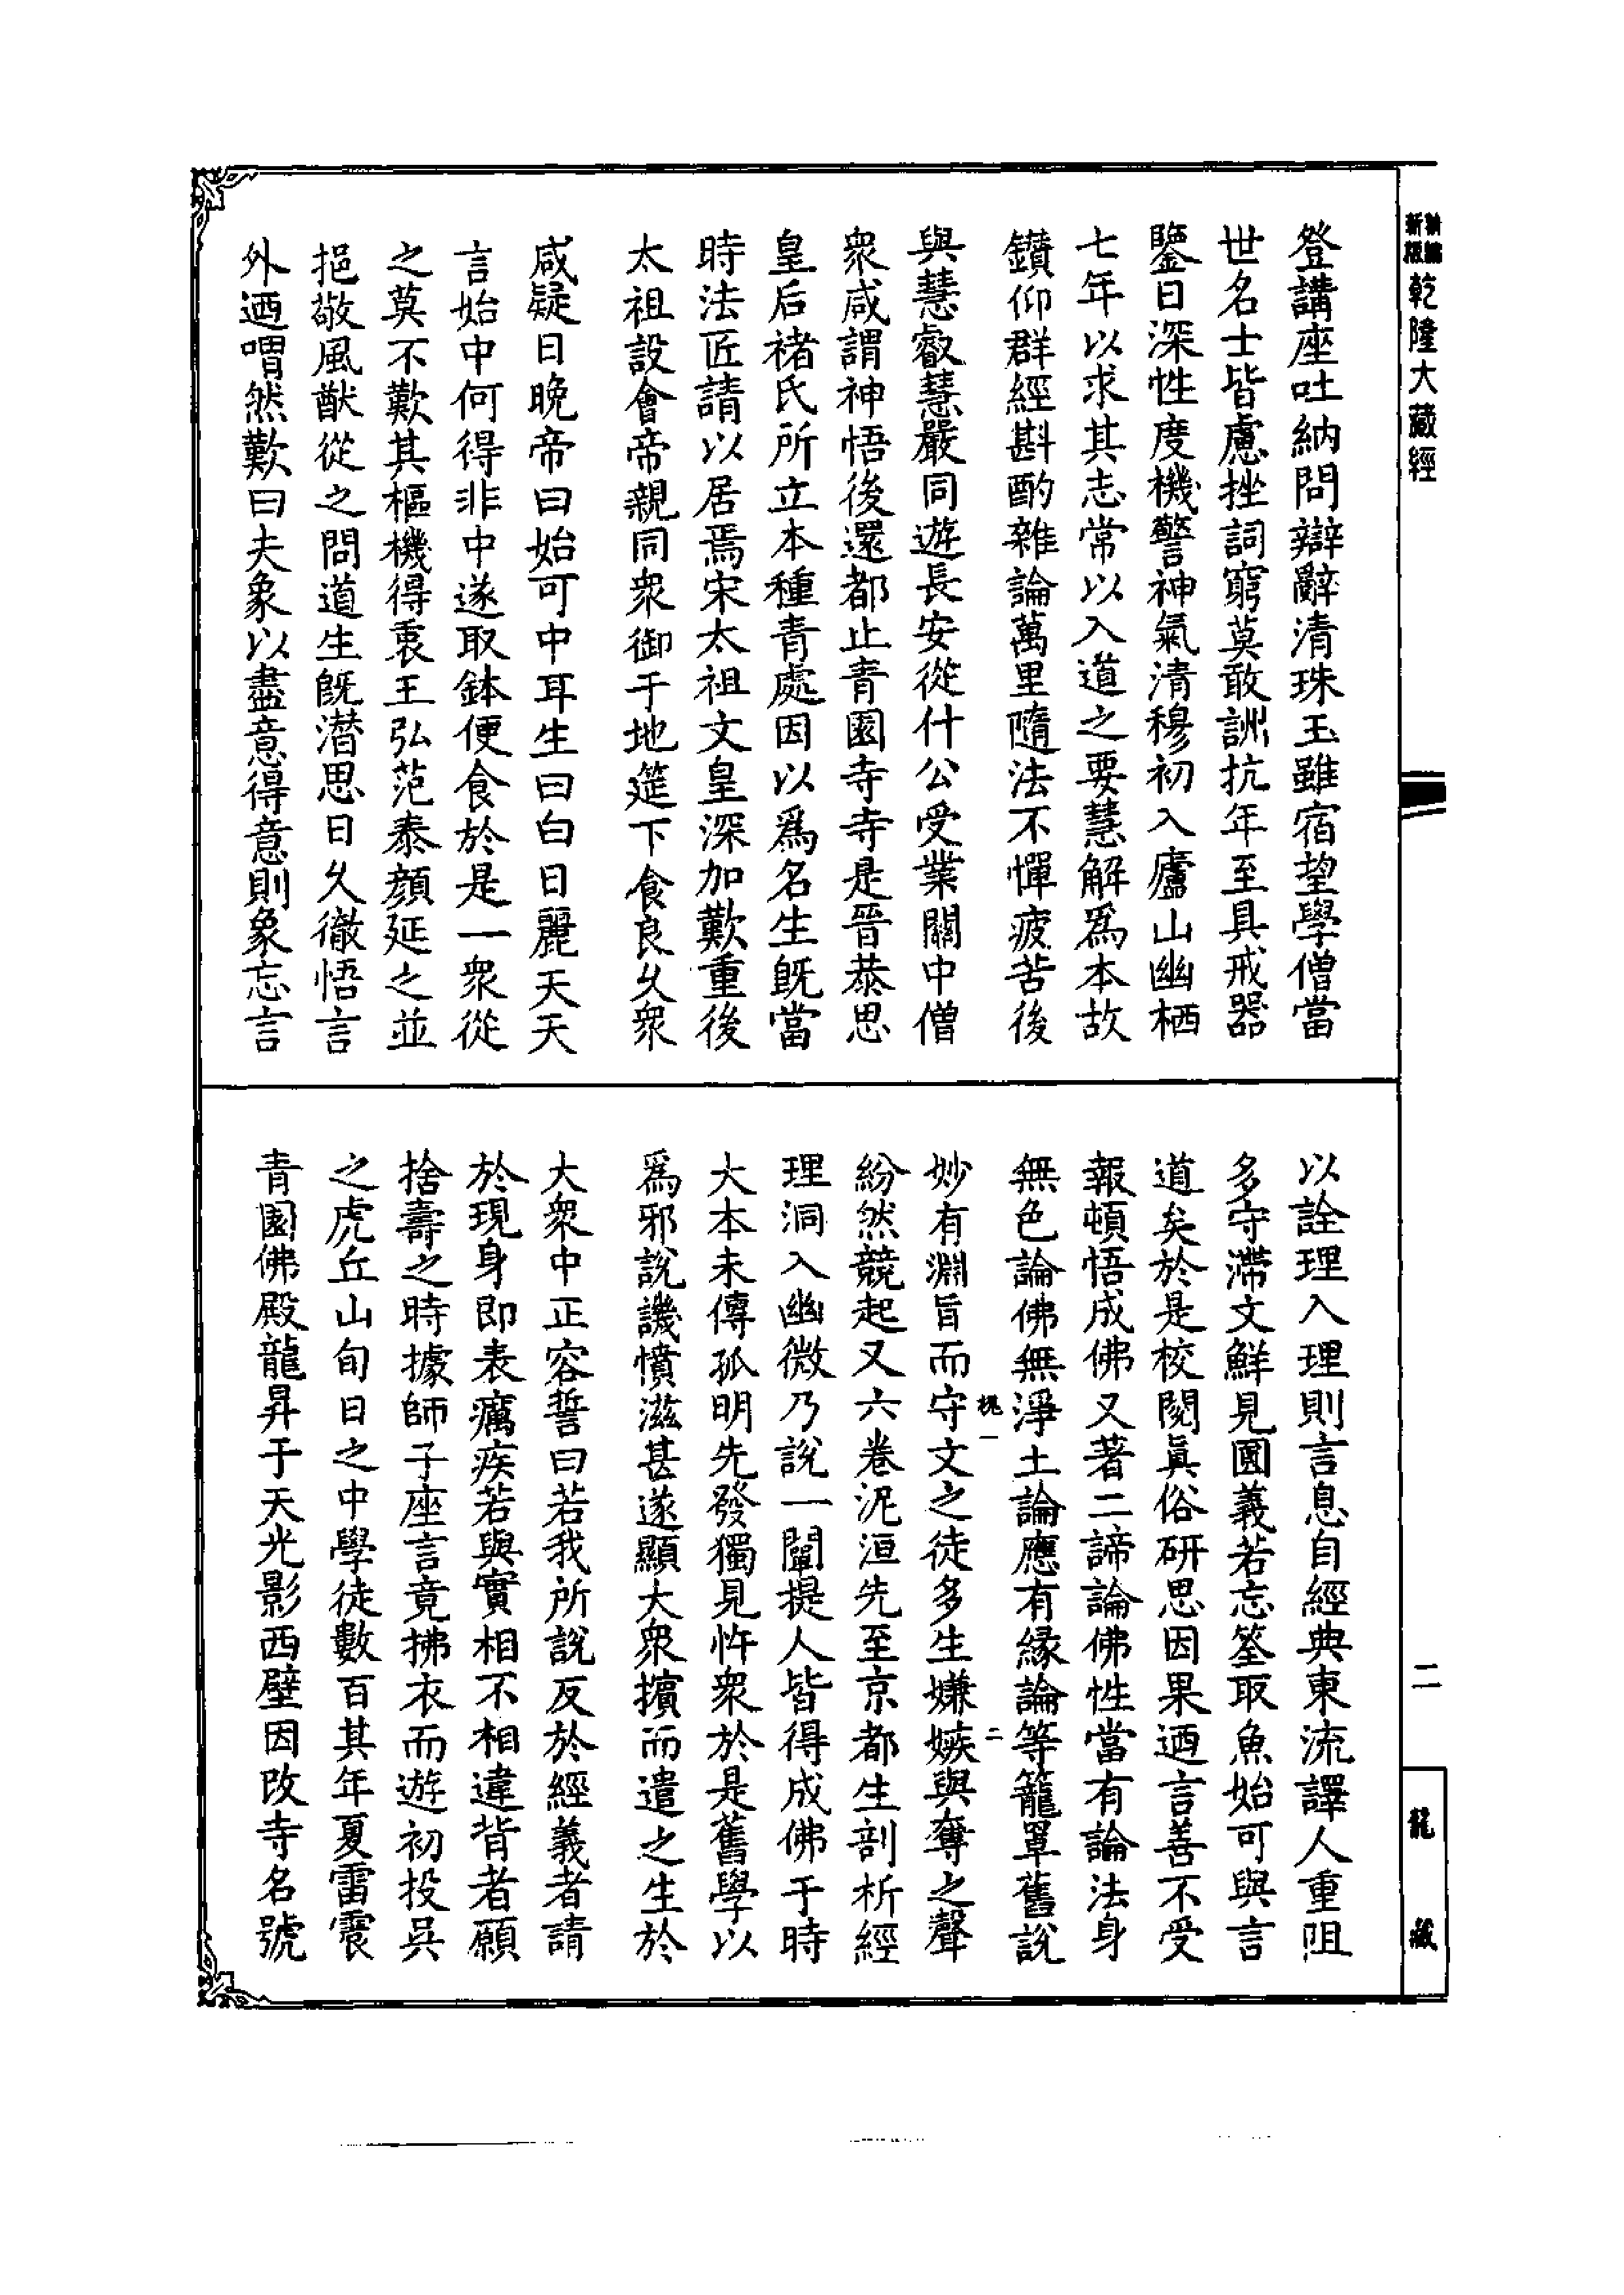 新編
新版
乾隆大藏經
登講座吐納問辯辭清珠玉雖宿望學僧當
世名士皆慮挫詞窮莫敢詶抗年至具戒器
鑒日深性度機警神氣清穆初入廬山幽栖
七年以求其志常以入道之要慧解爲本故
鑽仰群經斟酌雜論萬里隨法不憚疲苦後
與慧叡慧嚴同遊長安從什公受業關中僧
衆咸謂神悟後還都止青園寺寺是晉恭思
皇后褚氏所立本種青處因以爲名生旣當
時法匠請以居焉宋太祖文皇深加歎重後
太祖設會帝親同衆御于地筵下食良久衆
咸疑日晚帝曰始可中耳生曰白日麗天天
言始中何得非中遂取鉢便食於是一衆從
之莫不歎其樞機得衷王弘范泰顏延之並
挹敬風猷從之問道生旣潛思日久徹悟言
外迺喟然歎曰夫象以盡意得意則象忘言
以詮理入理則言息自經典東流譯人重阻
多守滯文鮮見圓義若忘筌取魚始可與言
道矣於是校閱眞俗研思因果迺言善不受
報頓悟成佛又著二諦論佛性當有論法身
無色論佛無淨土論應有緣論等籠罩舊說
妙有淵旨而守文之徒多生嫌嫉與奪之聲
紛然競起又六卷泥洹先至京都生剖析經
理洞入幽微乃說一闡提人皆得成佛于時
大本未傳孤明先發獨見忤衆於是舊學以
爲邪說譏憤滋甚遂顯大衆擯而遣之生於
大衆中正容誓曰若我所說反於經義者請
於現身即表癘疾若與實相不相違背者願
捨壽之時據師子座言竟拂衣而遊初投吳
之虎丘山旬日之中學徒數百其年夏雷震
青園佛殿龍昇于天光影西壁因改寺名號
槐一
二
二
龍藏